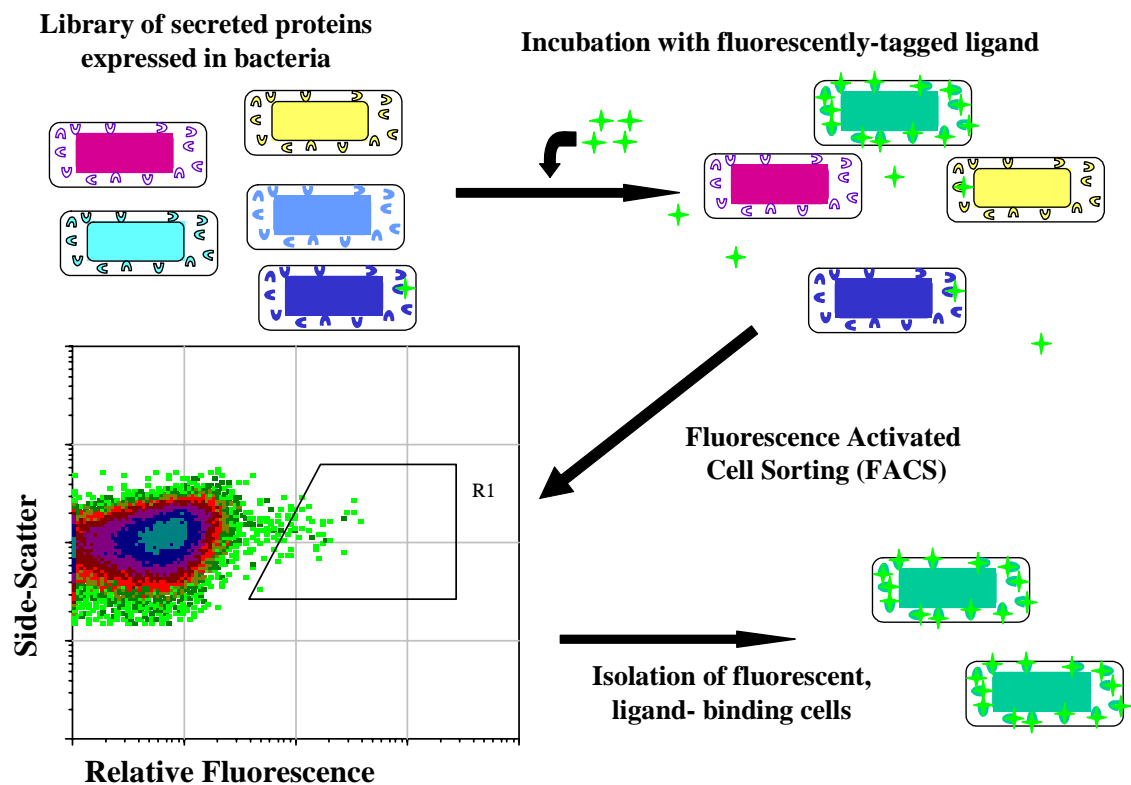 Library of secreted proteins
expressed in bacteria
Incubation with fluorescently-tagged ligand
Fluorescence Activated
Cell Sorting (FACS)
R1
Side-Scatter
Relative Fluorescence
Isolation of fluorescent,
ligand- binding cells